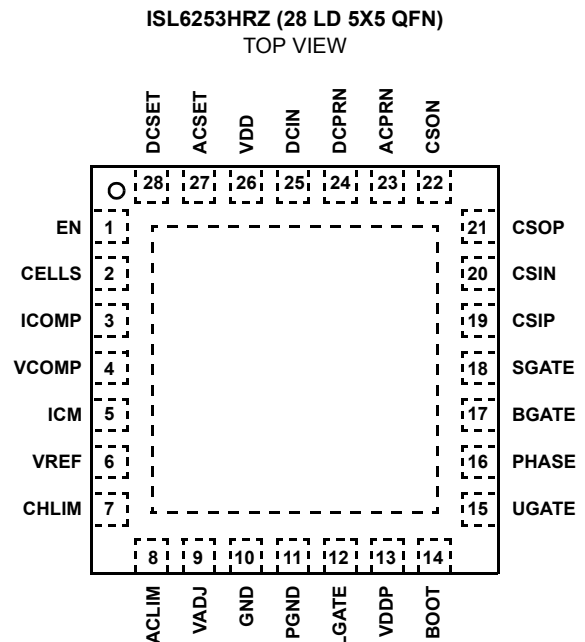 ISL6253HRZ (28 LD 5X5 QFN)
TOP VIEW
DCSET
ACSET
VDD
DCIN
DCPRN
ACPRN
CSON
28 27 26 25 24 23 22
EN 1
CELLS 2
ICOMP 3
VCOMP 4
ICM 5
VREF 6
CHLIM 7
21 CSOP
20 CSIN
19 CSIP
18 SGATE
17 BGATE
16 PHASE
15 UGATE
8 9 10 11 12 13 14
ACLIM
VADJ
GND
PGND
LGATE
VDDP
BOOT